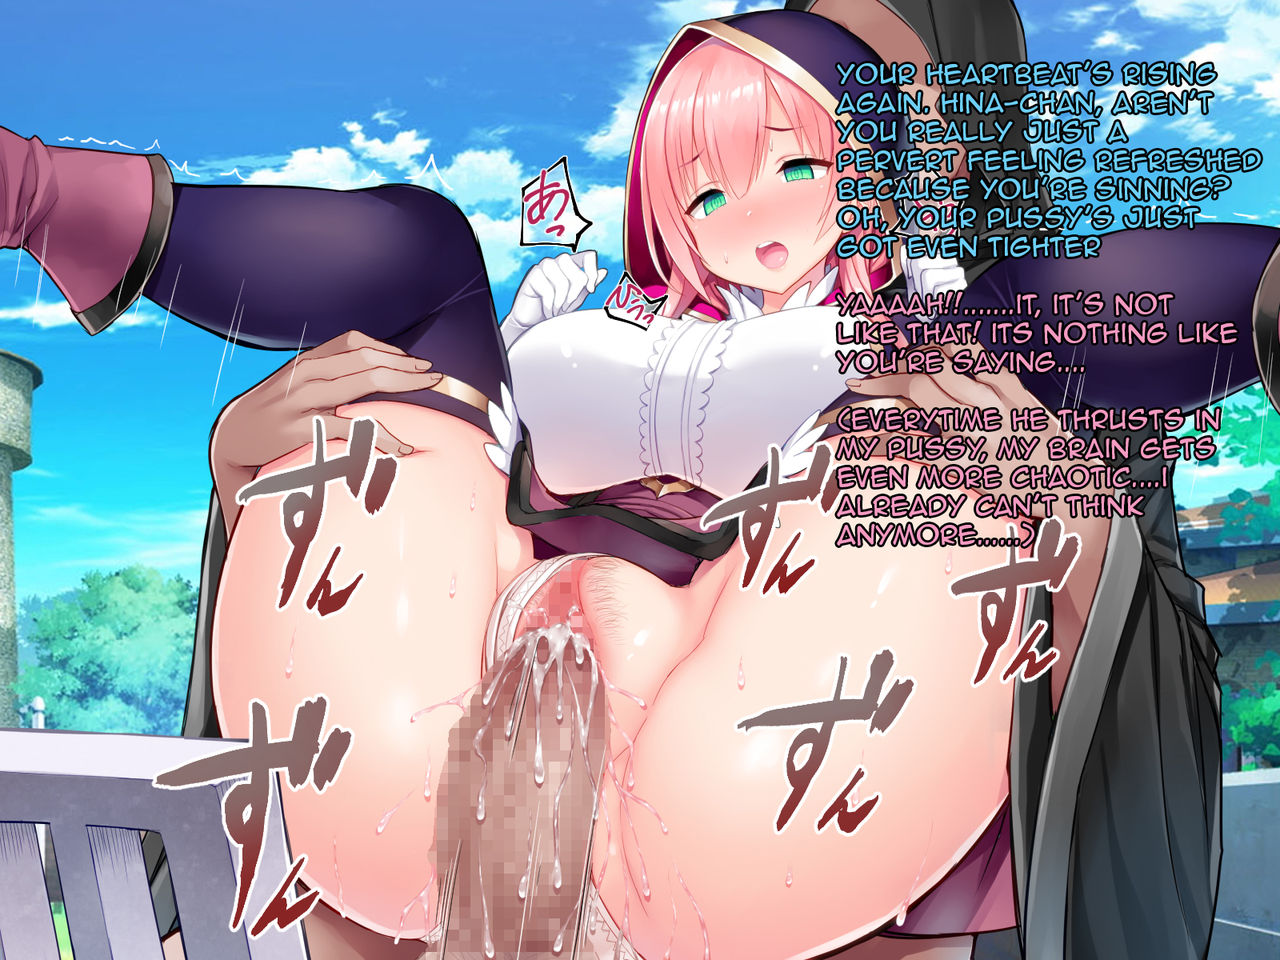 YOUR HEARTBEAT'S RISING
AGAIN. HINA-CHAN, AREN'T
YOU REALLY JUST A
PERVERT FEELING REFRESHED
BECAUSE YOU'RE SINNING?
OH, YOUR PUSSY'S JUST
GOT EVEN TIGHTER
YAAAAH!!.......IT, IT'S NOT
LIKE THAT! ITS NOTHING LIKE
YOU'RE SAYING....
(EVERYTIME HE THRUSTS IN
MY PUSSY, MY BRAIN GETS
EVEN MORE CHAOTIC....I
ALREADY CAN'T THINK
ANYMORE......)
あっ
ひぅっ
ずん
ずん
ずん
ずん
ずん